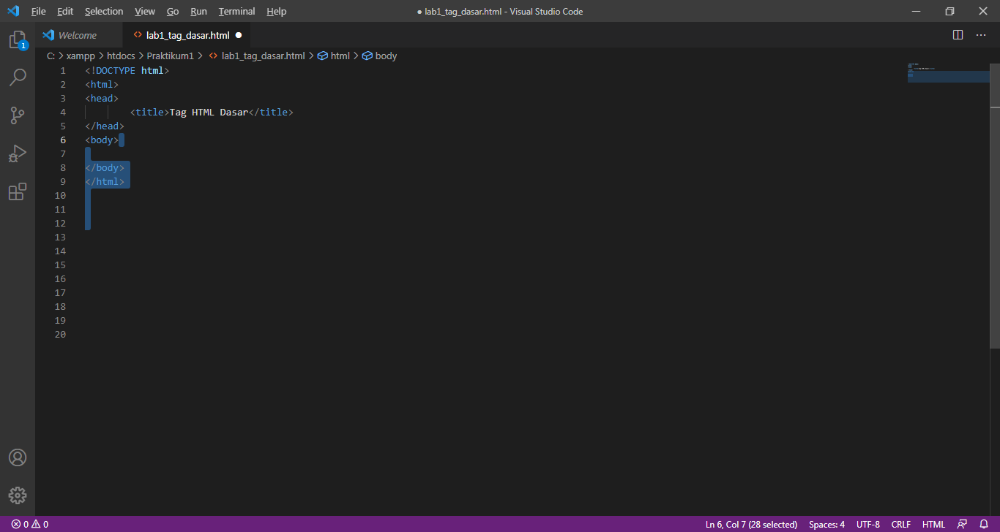 File Edit Selection View Go Run Terminal Help ● lab1_tag_dasar.html - Visual Studio Code
Welcome lab1_tag_dasar.html ●
C: > xampp > htdocs > Praktikum1 > lab1_tag_dasar.html > html > body
1
1 <!DOCTYPE html>
2 <html>
3 <head>
4 <title>Tag HTML Dasar</title>
5 </head>
6 <body>
7
8 </body>
9 </html>
10
11
12
13
14
15
16
17
18
19
20
0 0 Ln 6, Col 7 (28 selected) Spaces: 4 UTF-8 CRLF HTML